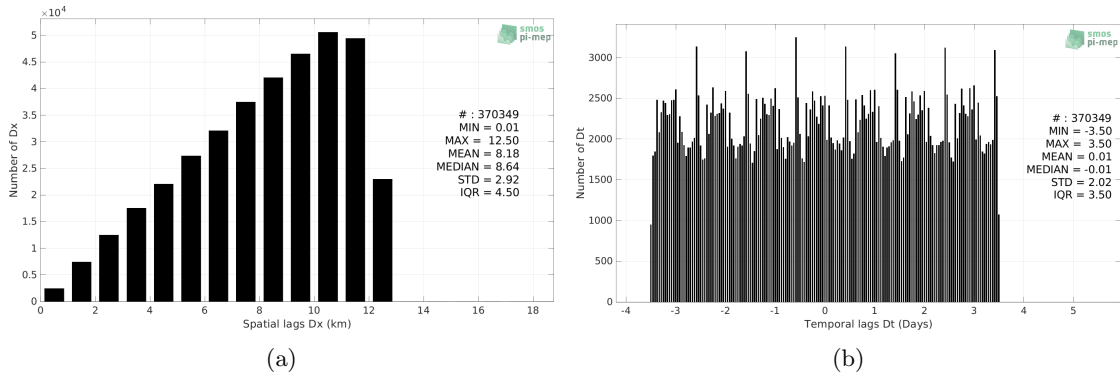 ×10⁴
5
4.5
4
3.5
3
2.5
2
1.5
1
0.5
0
Number of Dx
smos
pi-mep
# : 370349
MIN = 0.01
MAX = 12.50
MEAN = 8.18
MEDIAN = 8.64
STD = 2.92
IQR = 4.50
0 2 4 6 8 10 12 14 16 18
Spatial lags Dx (km)
(a)
3000
2500
2000
1500
1000
500
0
Number of Dt
smos
pi-mep
# : 370349
MIN = -3.50
MAX = 3.50
MEAN = 0.01
MEDIAN = -0.01
STD = 2.02
IQR = 3.50
-4 -3 -2 -1 0 1 2 3 4 5
Temporal lags Dt (Days)
(b)